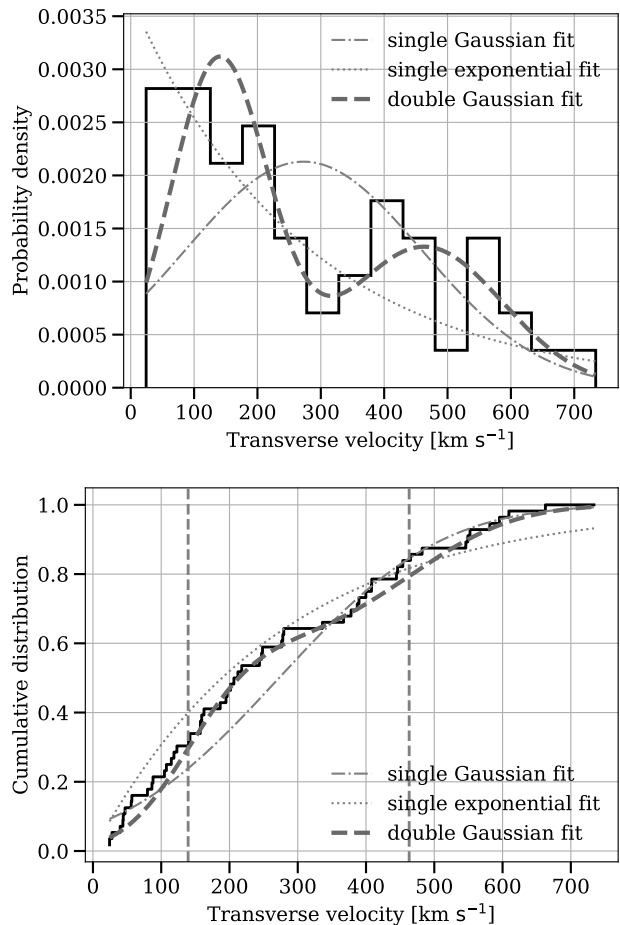 0.0035
0.0030
0.0025
0.0020
0.0015
0.0010
0.0005
0.0000
Probability density
single Gaussian fit
single exponential fit
double Gaussian fit
0 100 200 300 400 500 600 700
Transverse velocity [km s⁻¹]
1.0
0.8
0.6
0.4
0.2
0.0
Cumulative distribution
single Gaussian fit
single exponential fit
double Gaussian fit
0 100 200 300 400 500 600 700
Transverse velocity [km s⁻¹]